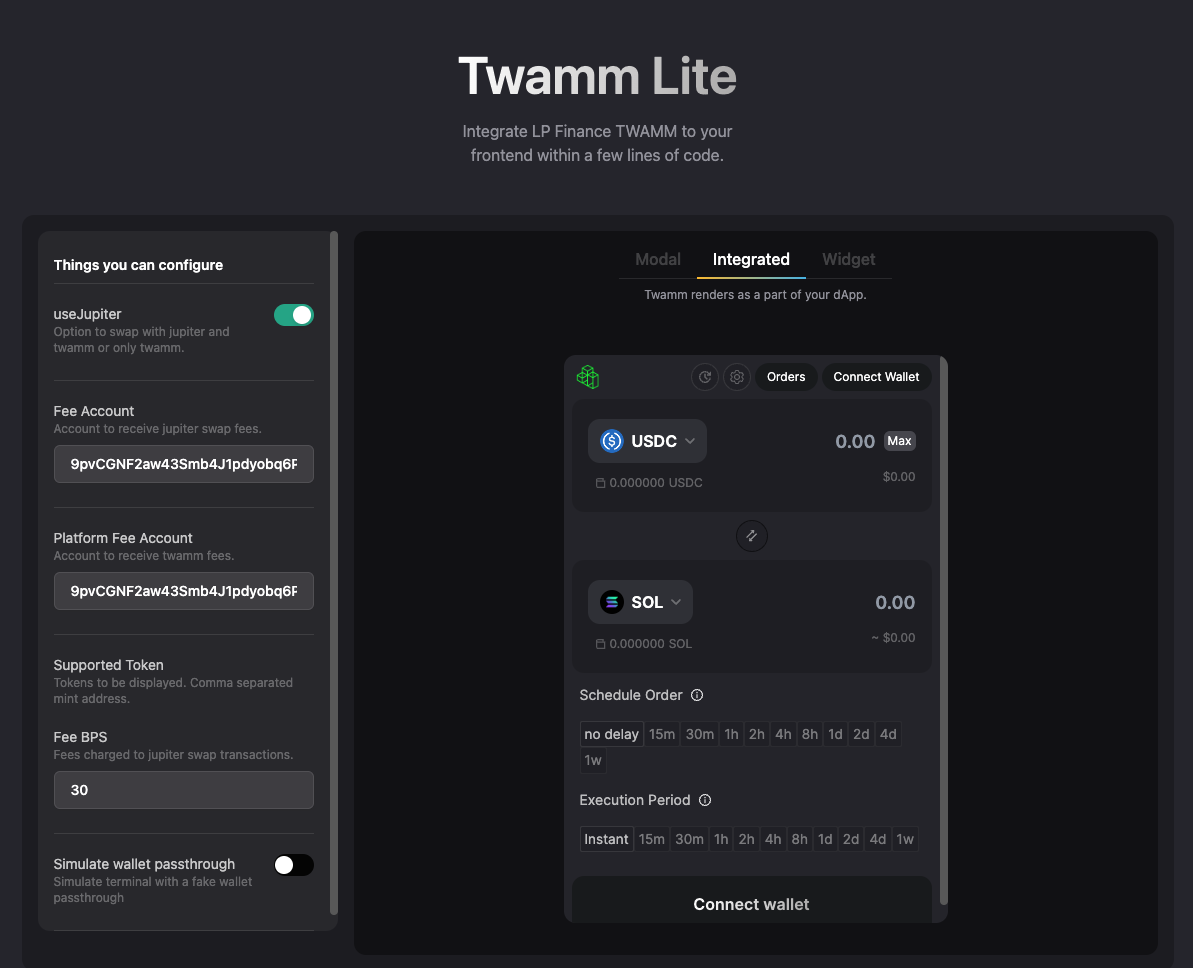 Twamm Lite
Integrate LP Finance TWAMM to your
frontend within a few lines of code.
Things you can configure
useJupiter
Option to swap with jupiter and
twamm or only twamm.
Fee Account
Account to receive jupiter swap fees.
9pvCGNF2aw43Smb4J1pdyobq6F
Platform Fee Account
Account to receive twamm fees.
9pvCGNF2aw43Smb4J1pdyobq6F
Supported Token
Tokens to be displayed. Comma separated
mint address.
Fee BPS
Fees charged to jupiter swap transactions.
30
Simulate wallet passthrough
Simulate terminal with a fake wallet
passthrough
Modal Integrated Widget
Twamm renders as a part of your dApp.
Orders Connect Wallet
USDC 0.00 Max
0.000000 USDC $0.00
SOL 0.00
0.000000 SOL ~ $0.00
Schedule Order
no delay 15m 30m 1h 2h 4h 8h 1d 2d 4d
1w
Execution Period
Instant 15m 30m 1h 2h 4h 8h 1d 2d 4d 1w
Connect wallet